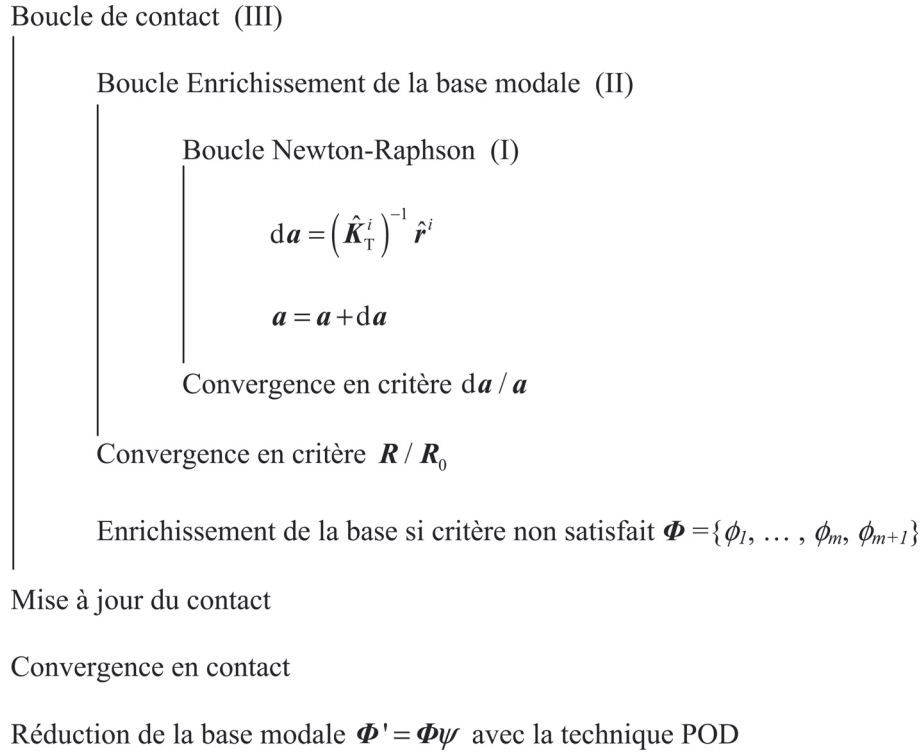 Boucle de contact (III)
Boucle Enrichissement de la base modale (II)
Boucle Newton-Raphson (I)
d𝒂 = (𝑲̂ᵢT)⁻¹ 𝒓̂ⁱ
𝒂 = 𝒂 + d𝒂
Convergence en critère d𝒂 / 𝒂
Convergence en critère 𝑹 / 𝑹₀
Enrichissement de la base si critère non satisfait 𝜱 = {ϕ₁, … , ϕₘ, ϕₘ₊₁}
Mise à jour du contact
Convergence en contact
Réduction de la base modale 𝜱' = 𝜱𝝍 avec la technique POD